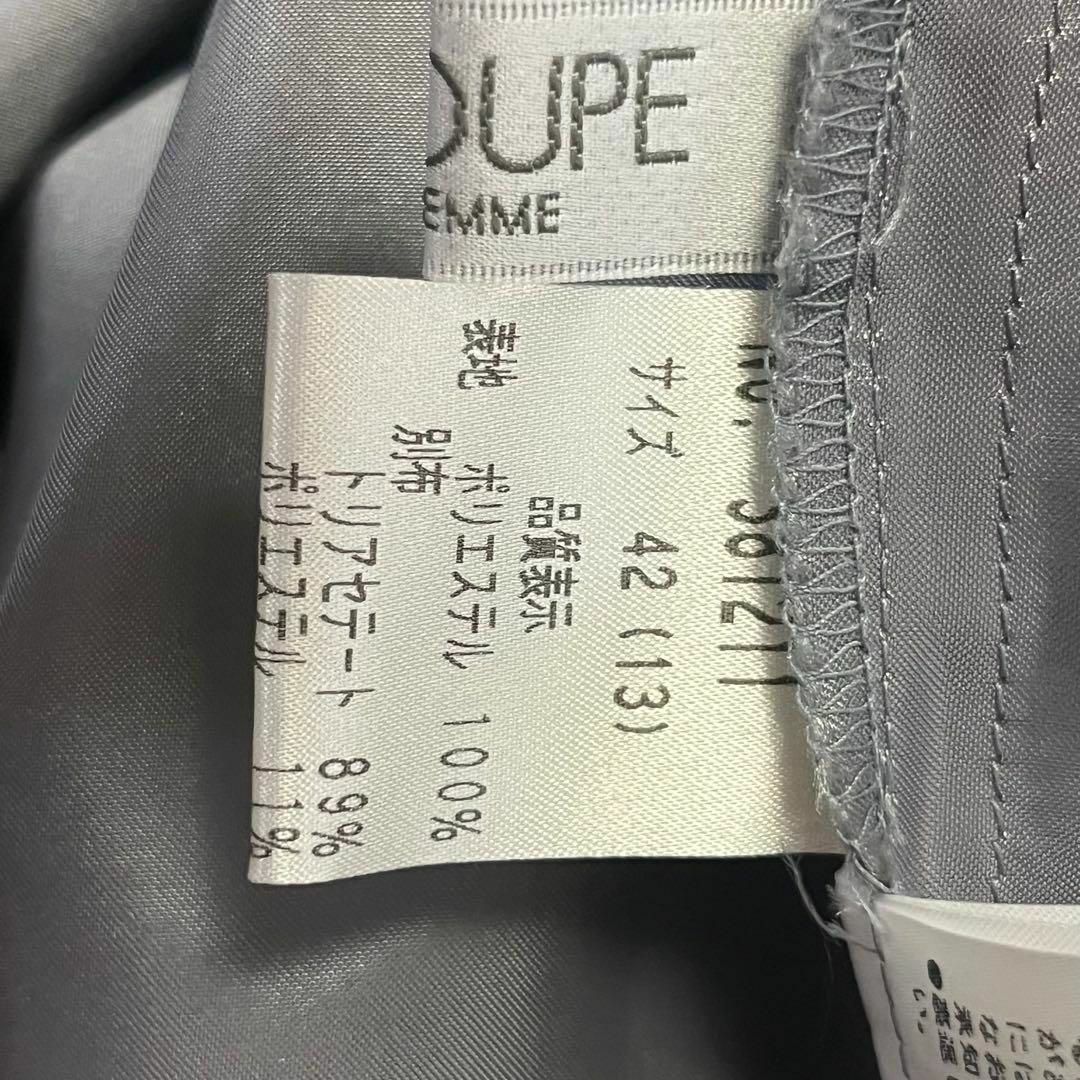 OUPE
EMME
サイズ 42 (13)
品質表示
表地
ポリエステル 100%
別布
トリアセテート 89%
ポリエステル 11%